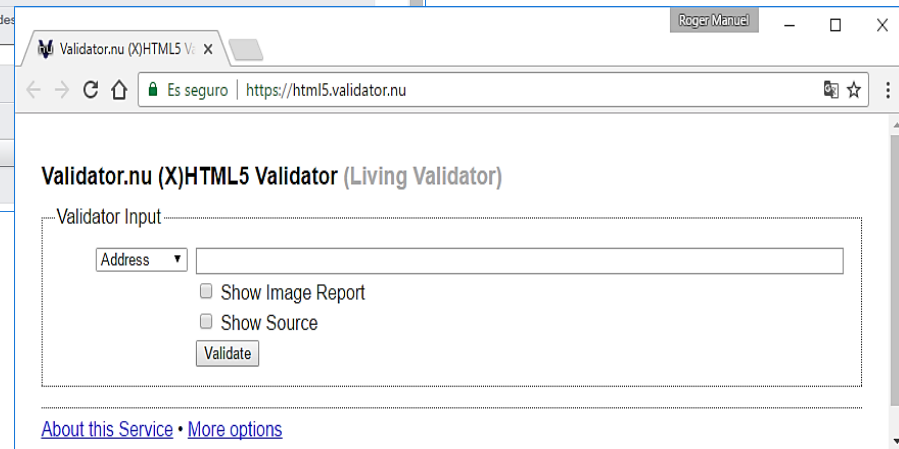 des
Roger Manuel
Validator.nu (X)HTML5 Va
Es seguro https://html5.validator.nu
Validator.nu (X)HTML5 Validator (Living Validator)
Validator Input
Address
Show Image Report
Show Source
Validate
About this Service • More options